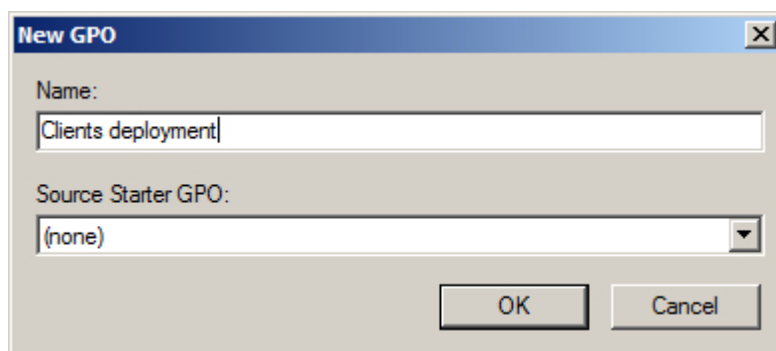 New GPO
Name:
Clients deployment
Source Starter GPO:
(none)
OK Cancel